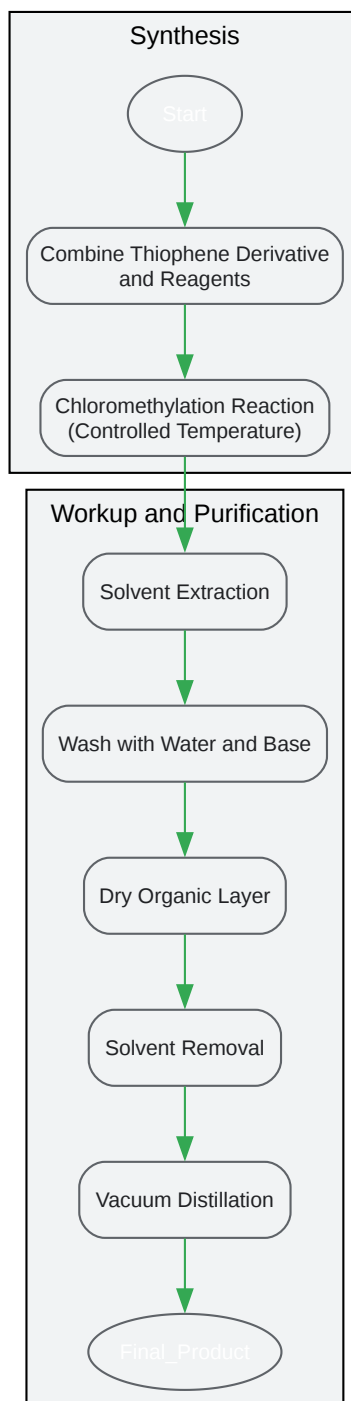 Synthesis
Start
Combine Thiophene Derivative
and Reagents
Chloromethylation Reaction
(Controlled Temperature)
Workup and Purification
Solvent Extraction
Wash with Water and Base
Dry Organic Layer
Solvent Removal
Vacuum Distillation
Final_Product